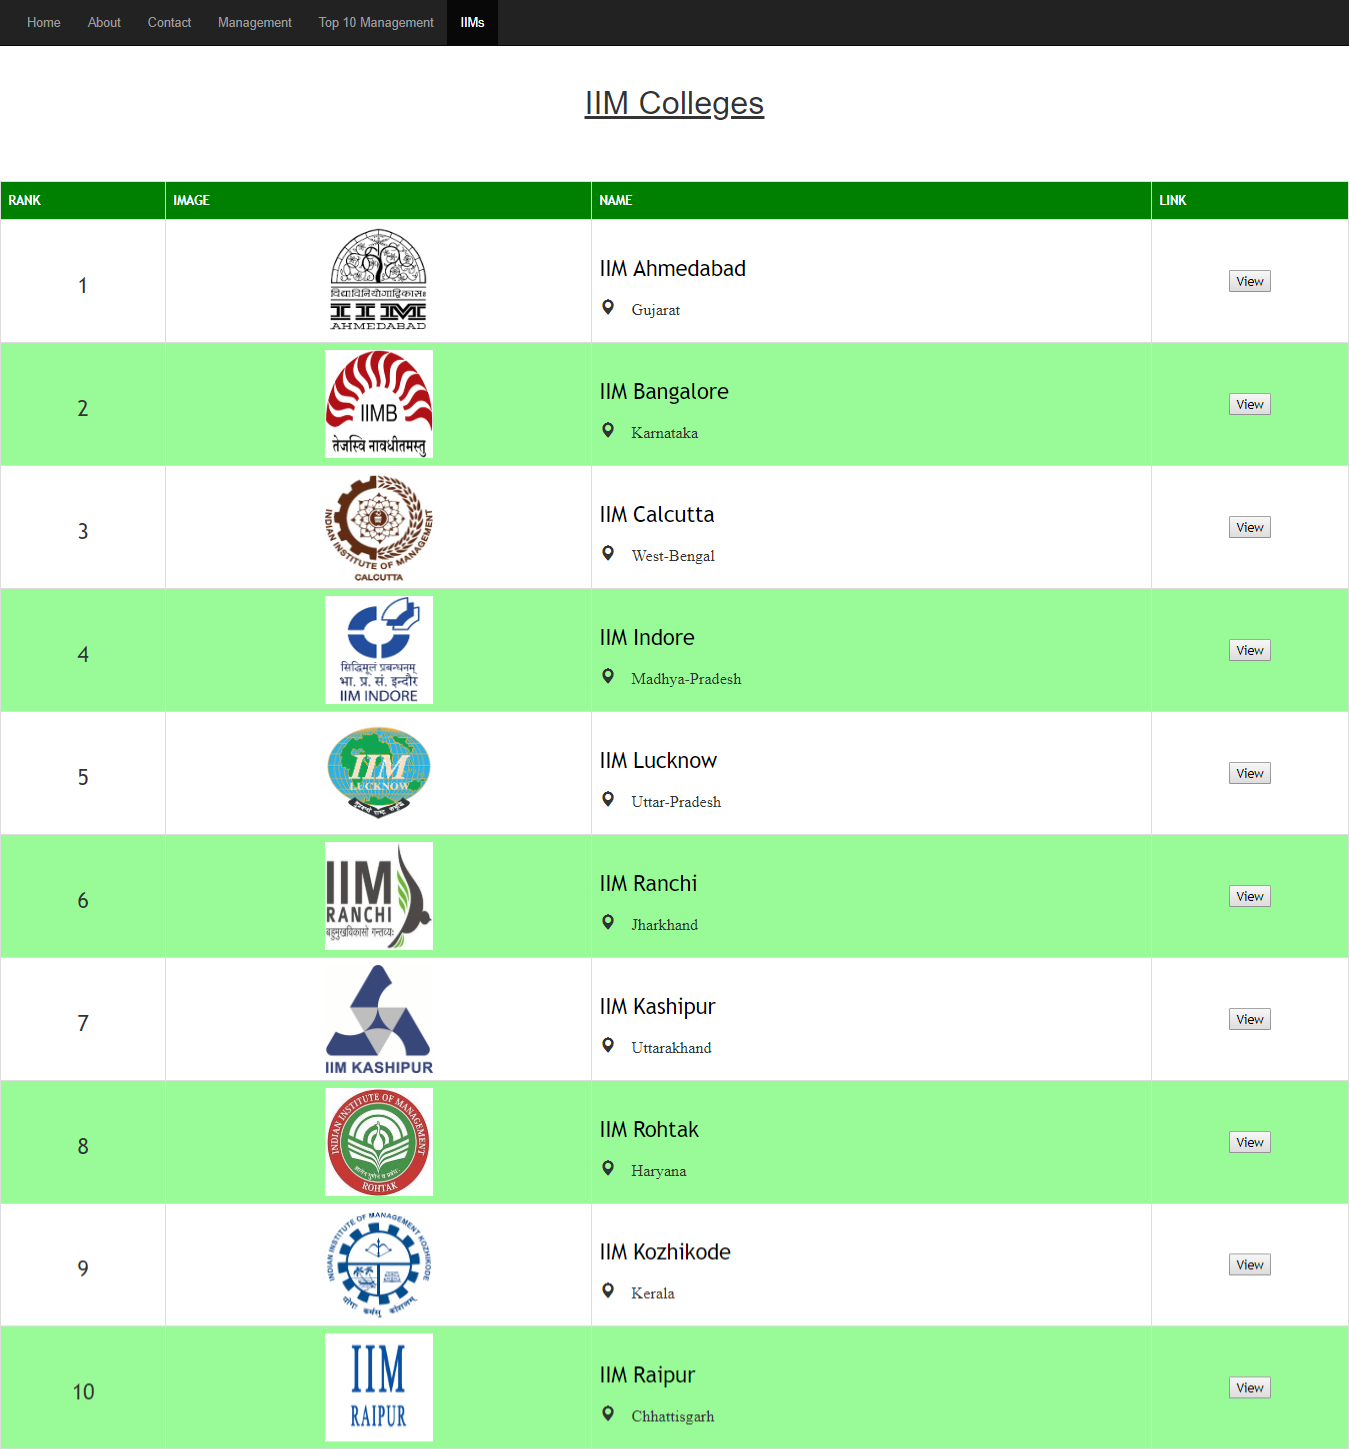 Home About Contact Management Top 10 Management IIMs
IIM Colleges
RANK IMAGE NAME LINK
1
विद्याविनियोगाद्विकासः
IIM
AHMEDABAD
IIM Ahmedabad
Gujarat
View
2
IIMB
तेजस्वि नावधीतमस्तु
IIM Bangalore
Karnataka
View
3
INDIAN INSTITUTE OF MANAGEMENT
CALCUTTA
IIM Calcutta
West-Bengal
View
4
सिद्धिमूलं प्रबन्धनम्
भा. प्र. सं. इन्दौर
IIM INDORE
IIM Indore
Madhya-Pradesh
View
5
IIM
LUCKNOW
IIM Lucknow
Uttar-Pradesh
View
6
IIM
RANCHI
बहुमुखविकासो गन्तव्यः
IIM Ranchi
Jharkhand
View
7
IIM KASHIPUR
IIM Kashipur
Uttarakhand
View
8
INDIAN INSTITUTE OF MANAGEMENT
ROHTAK
IIM Rohtak
Haryana
View
9
INDIAN INSTITUTE OF MANAGEMENT KOZHIKODE
योगः कर्मसु कौशलम्
IIM Kozhikode
Kerala
View
10
IIM
RAIPUR
IIM Raipur
Chhattisgarh
View